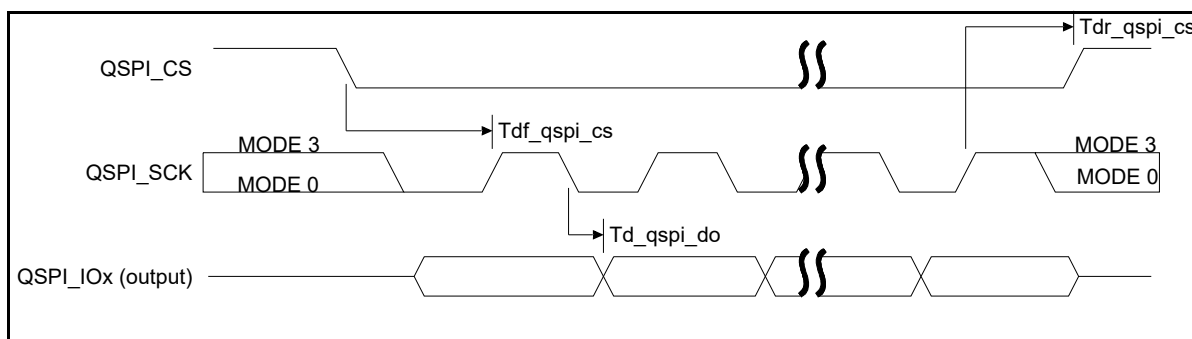 Tdr_qspi_cs
QSPI_CS
Tdf_qspi_cs
MODE 3 MODE 3
QSPI_SCK
MODE 0 MODE 0
Td_qspi_do
QSPI_IOx (output)